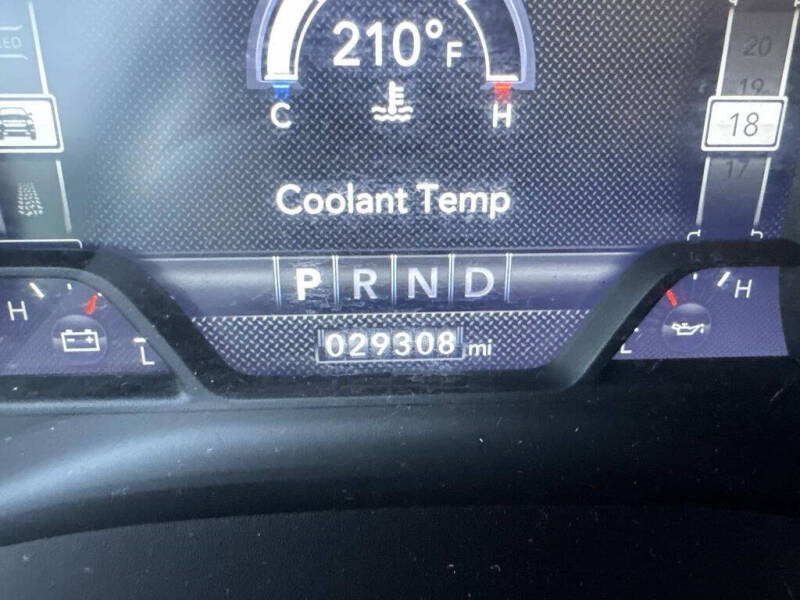 210°F
C H
20
19
18
17
Coolant Temp
P R N D
H L
029308 mi
L H